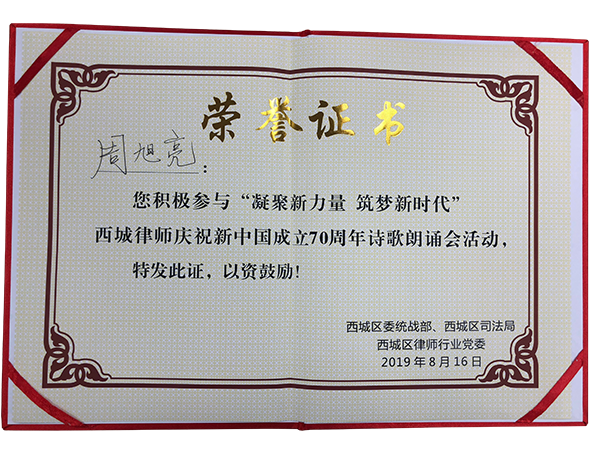 荣誉证书
周旭亮：
您积极参与“凝聚新力量 筑梦新时代”
西城律师庆祝新中国成立70周年诗歌朗诵会活动，
特发此证，以资鼓励！
西城区委统战部、西城区司法局
西城区律师行业党委
2019年8月16日